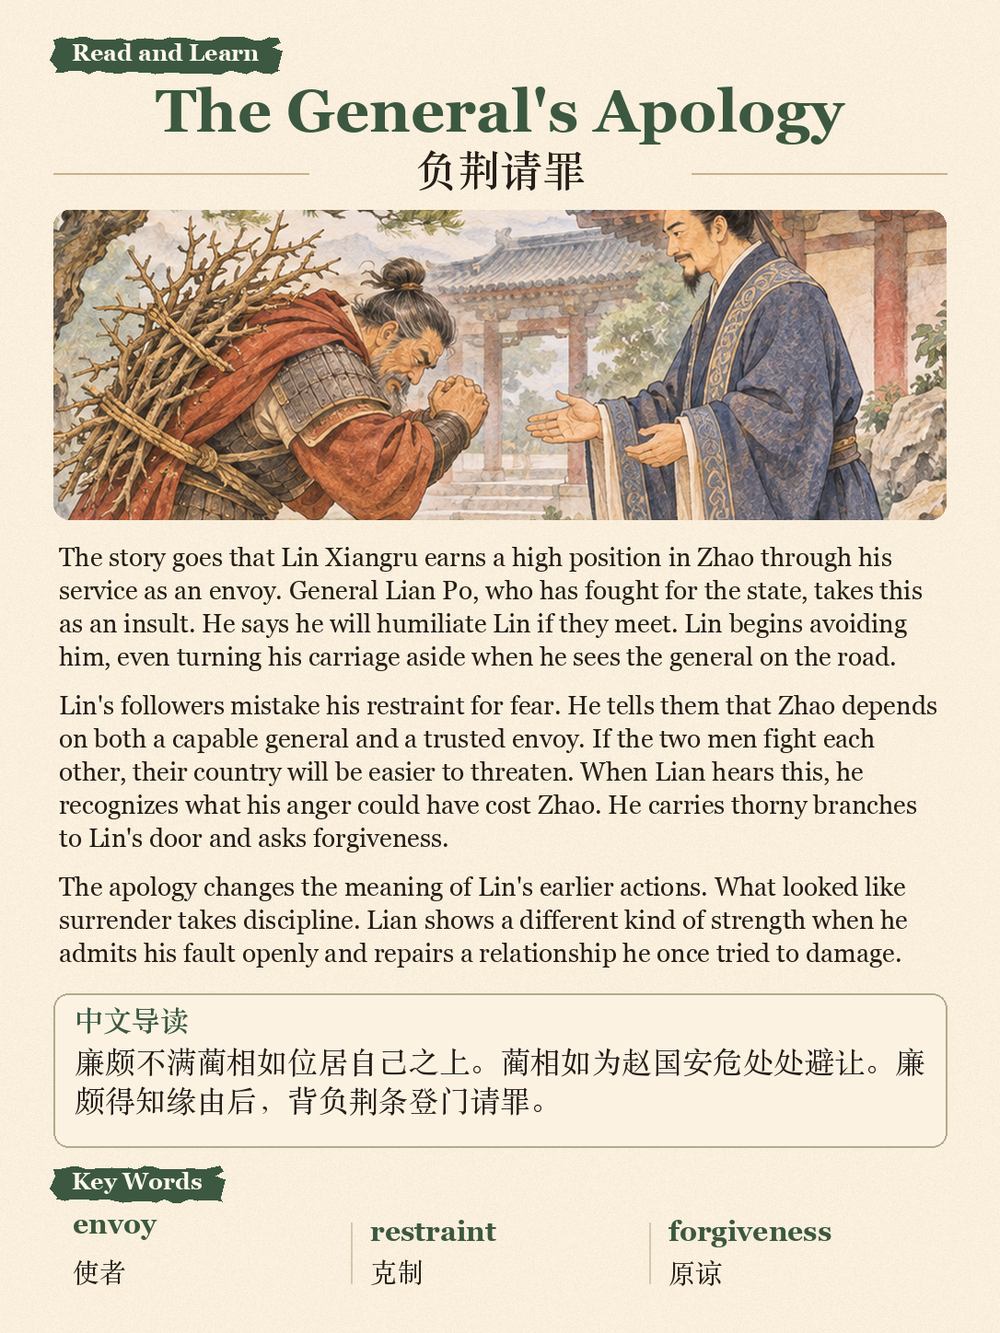 Read and Learn
The General's Apology
负荆请罪
The story goes that Lin Xiangru earns a high position in Zhao through his
service as an envoy. General Lian Po, who has fought for the state, takes this
as an insult. He says he will humiliate Lin if they meet. Lin begins avoiding
him, even turning his carriage aside when he sees the general on the road.
Lin's followers mistake his restraint for fear. He tells them that Zhao depends
on both a capable general and a trusted envoy. If the two men fight each
other, their country will be easier to threaten. When Lian hears this, he
recognizes what his anger could have cost Zhao. He carries thorny branches
to Lin's door and asks forgiveness.
The apology changes the meaning of Lin's earlier actions. What looked like
surrender takes discipline. Lian shows a different kind of strength when he
admits his fault openly and repairs a relationship he once tried to damage.
中文导读
廉颇不满蔺相如位居自己之上。蔺相如为赵国安危处处避让。廉
颇得知缘由后，背负荆条登门请罪。
Key Words
envoy
使者
restraint
克制
forgiveness
原谅